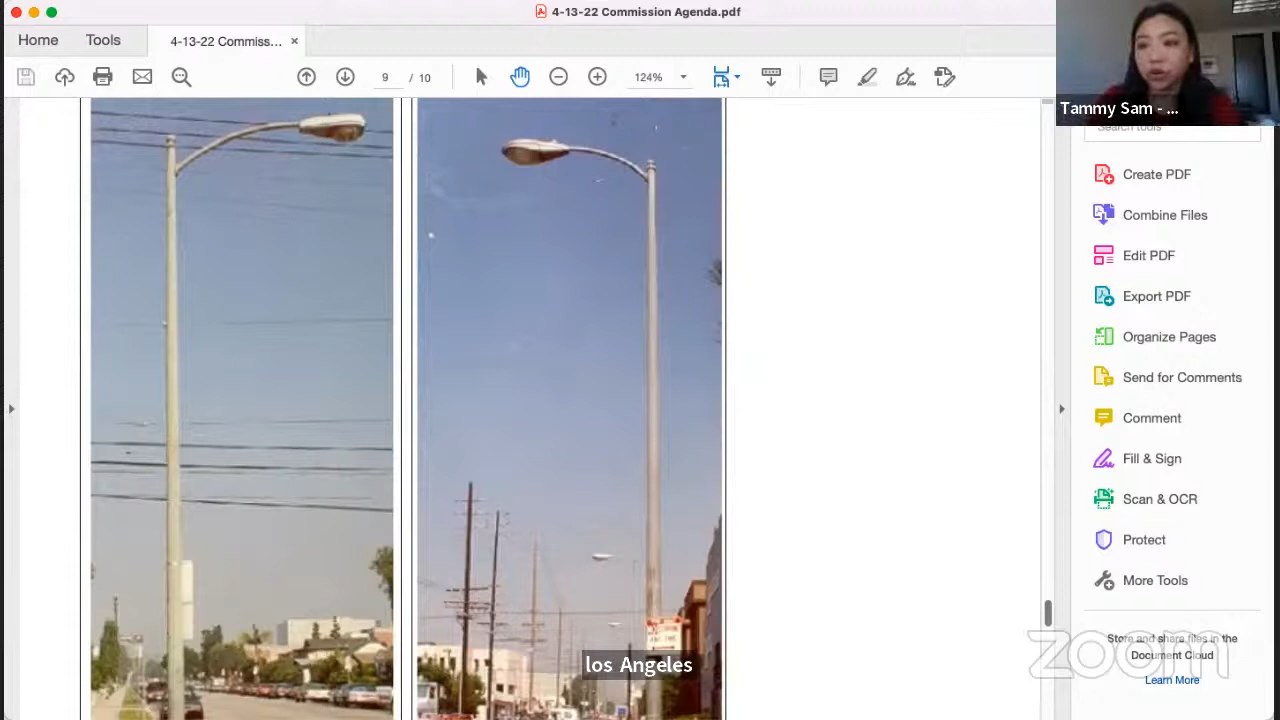 4-13-22 Commission Agenda.pdf
Home
Tools
4-13-22 Commiss... ×
9 / 10
124%
Tammy Sam - ...
Search tools
Create PDF
Combine Files
Edit PDF
Export PDF
Organize Pages
Send for Comments
Comment
Fill & Sign
Scan & OCR
Protect
More Tools
Store and share files in the
Document Cloud
Learn More
los Angeles
zoom